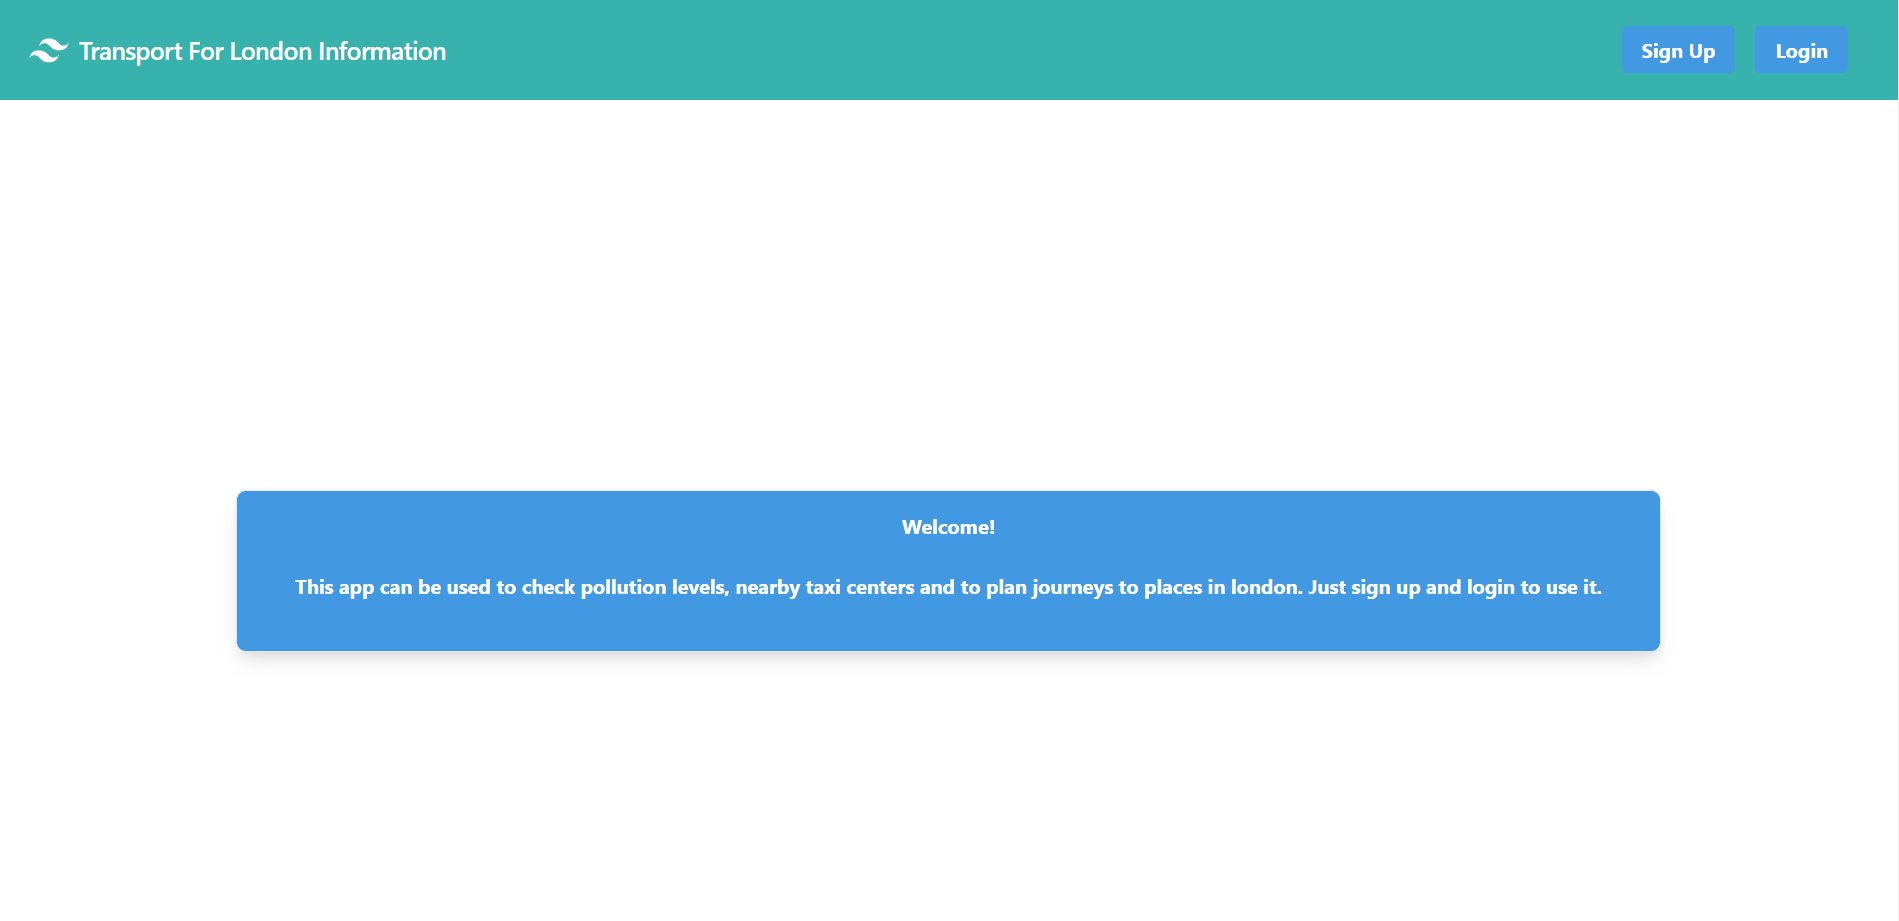 Transport For London Information
Sign Up
Login
Welcome!
This app can be used to check pollution levels, nearby taxi centers and to plan journeys to places in london. Just sign up and login to use it.